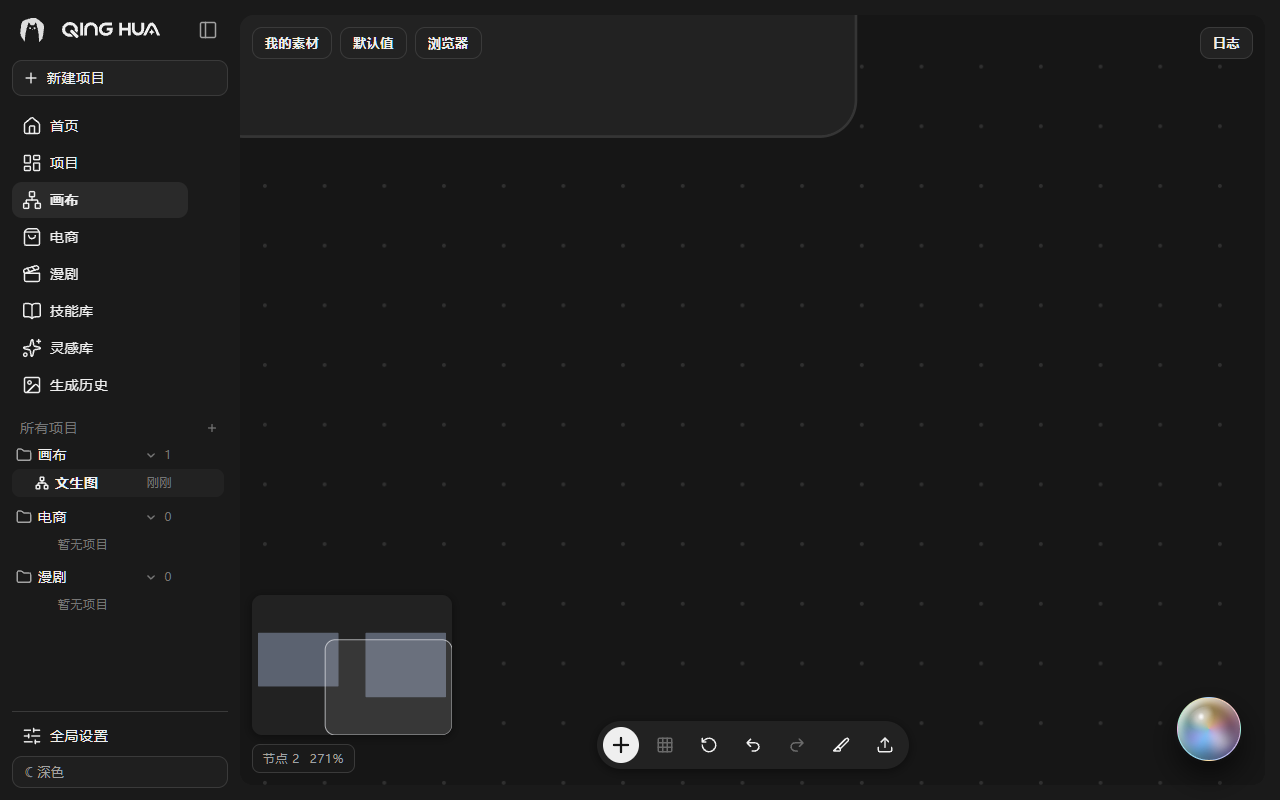 QING HUA
新建项目
首页
项目
画布
电商
漫剧
技能库
灵感库
生成历史
所有项目
画布 1
文生图 刚刚
电商 0
暂无项目
漫剧 0
暂无项目
全局设置
深色
我的素材 默认值 浏览器
日志
节点 2 271%